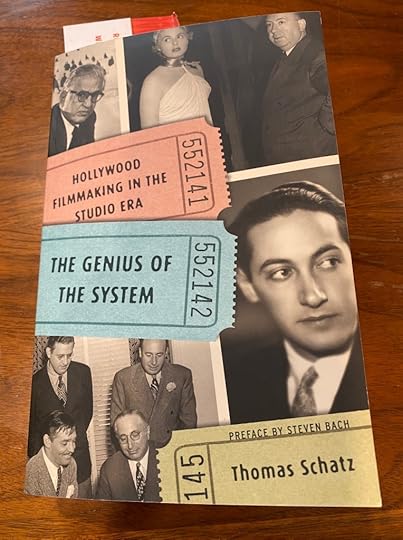 HOLLYWOOD
FILMMAKING IN THE
STUDIO ERA
552141
THE GENIUS OF
THE SYSTEM
552142
PREFACE BY STEVEN BACH
145
Thomas Schatz